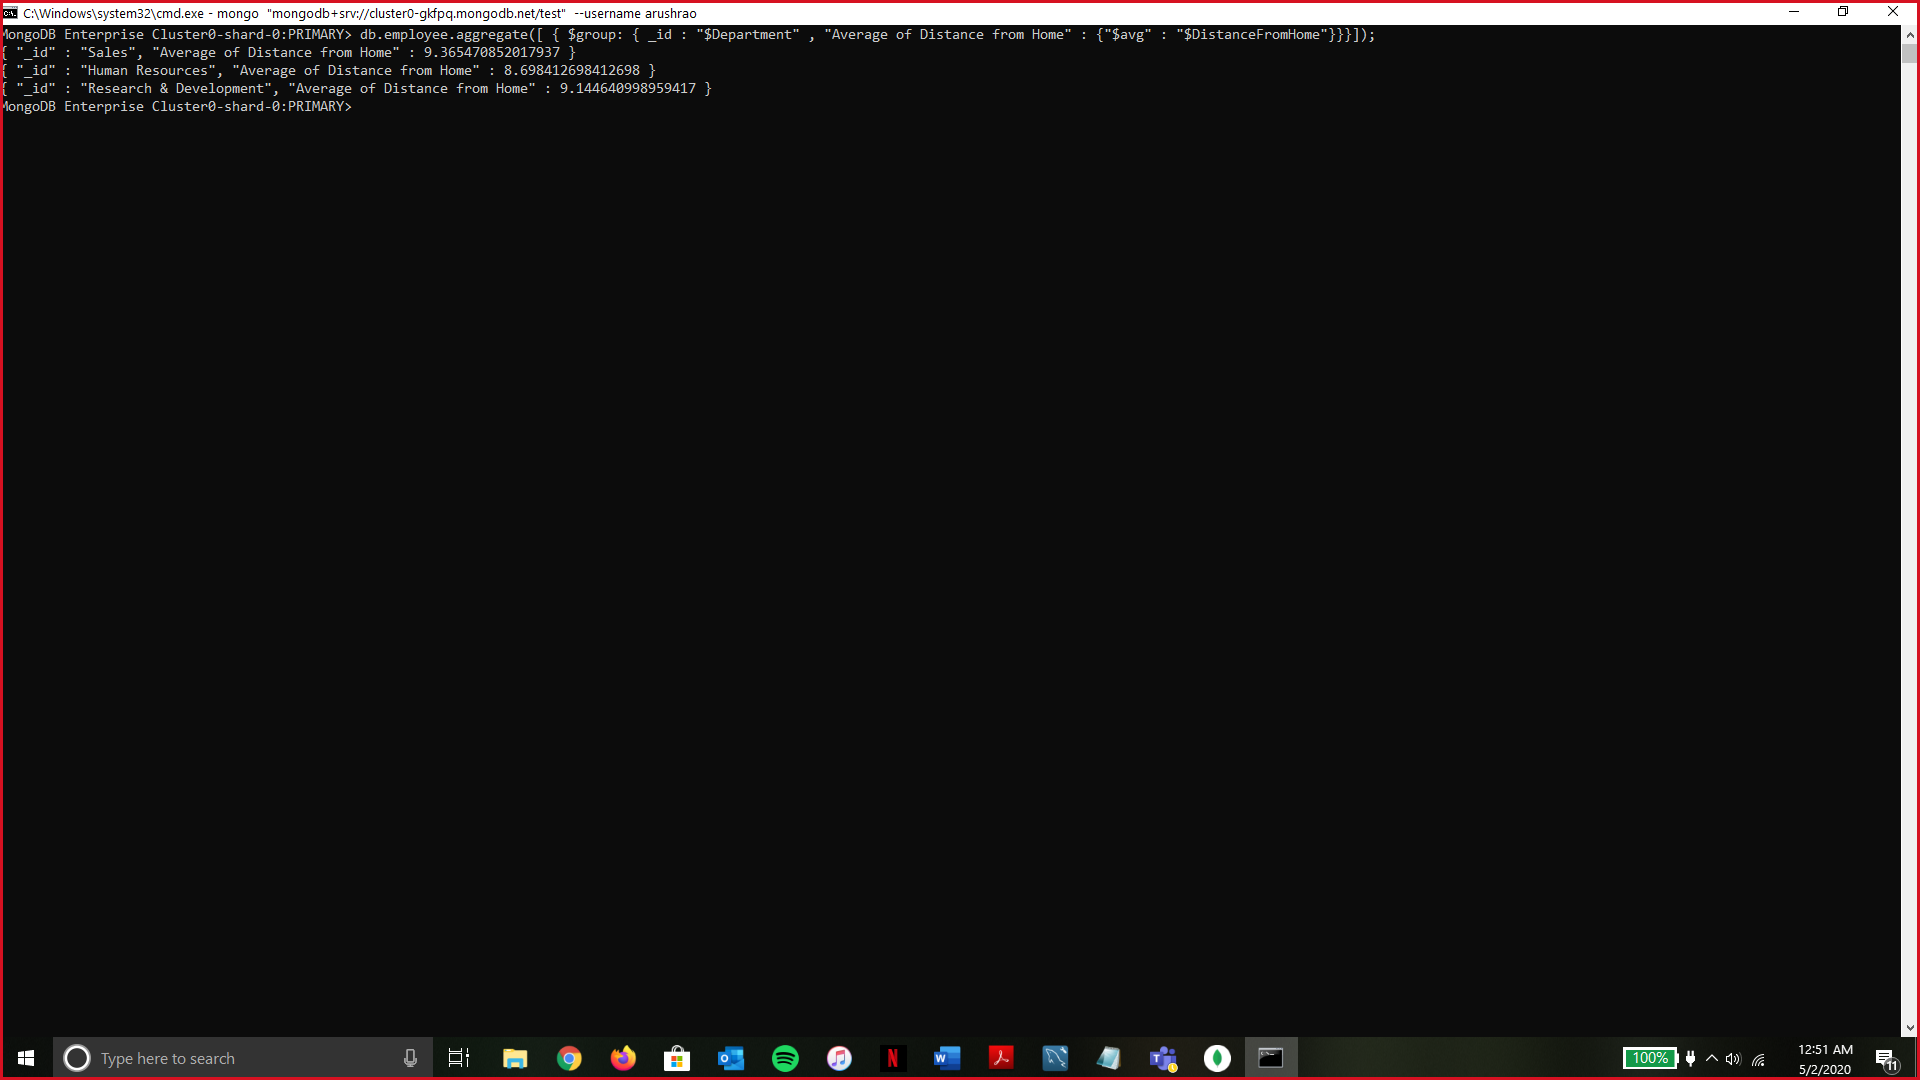 C:\Windows\system32\cmd.exe - mongo "mongodb+srv://cluster0-gkfpq.mongodb.net/test" --username arushrao
MongoDB Enterprise Cluster0-shard-0:PRIMARY> db.employee.aggregate([ { $group: { _id : "$Department" , "Average of Distance from Home" : {"$avg" : "$DistanceFromHome"}}}]);
{ "_id" : "Sales", "Average of Distance from Home" : 9.365470852017937 }
{ "_id" : "Human Resources", "Average of Distance from Home" : 8.698412698412698 }
{ "_id" : "Research & Development", "Average of Distance from Home" : 9.144640998959417 }
MongoDB Enterprise Cluster0-shard-0:PRIMARY>
Type here to search
100%
12:51 AM
5/2/2020
11